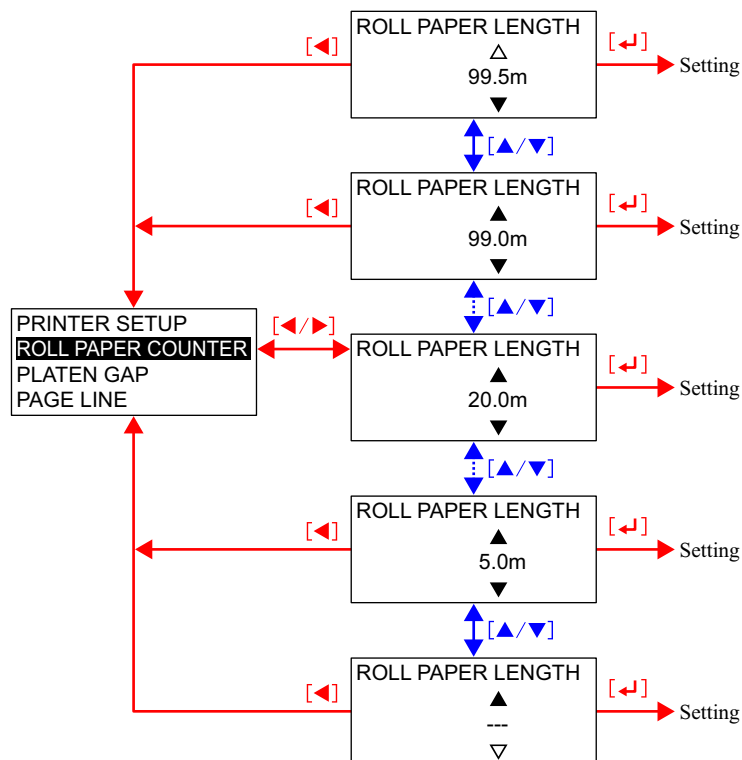 ROLL PAPER LENGTH
△
99.5m
▼
[◀]
[↵]
Setting
[▲/▼]
ROLL PAPER LENGTH
▲
99.0m
▼
[◀]
[↵]
Setting
[▲/▼]
PRINTER SETUP
ROLL PAPER COUNTER
PLATEN GAP
PAGE LINE
[◀/▶]
ROLL PAPER LENGTH
▲
20.0m
▼
[↵]
Setting
[▲/▼]
ROLL PAPER LENGTH
▲
5.0m
▼
[◀]
[↵]
Setting
[▲/▼]
ROLL PAPER LENGTH
▲
---
▽
[◀]
[↵]
Setting